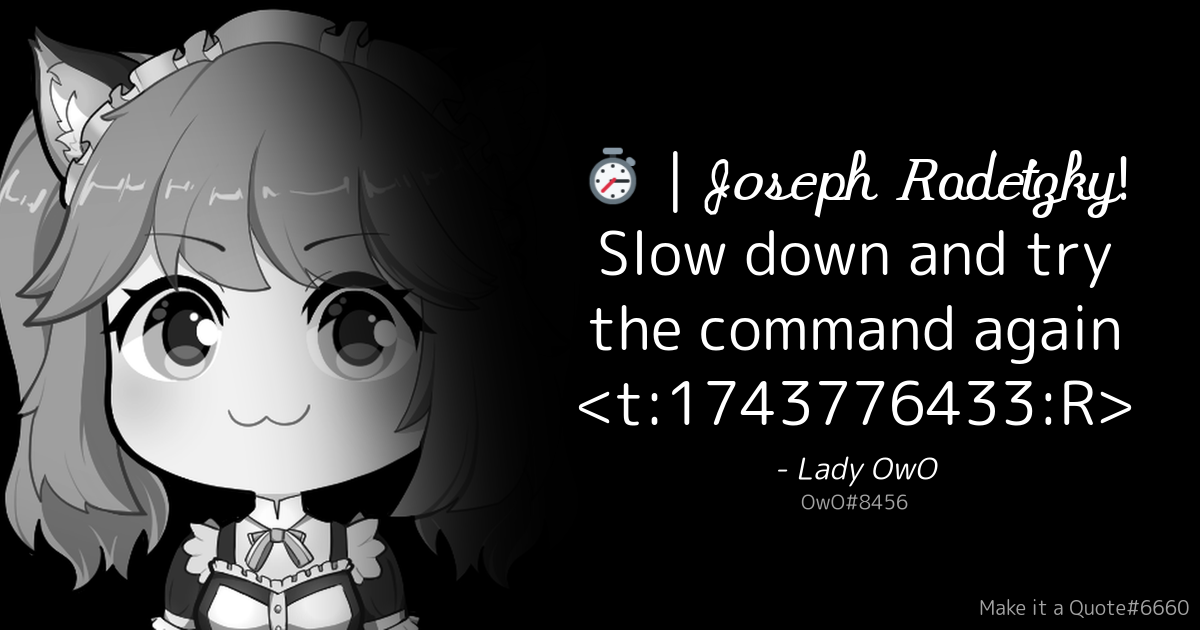 ⏱️ | 𝓙𝓸𝓼𝓮𝓹𝓱 𝓡𝓪𝓭𝓮𝓽𝔃𝓴𝔂!
Slow down and try
the command again
<t:1743776433:R>
- Lady OwO
OwO#8456
Make it a Quote#6660